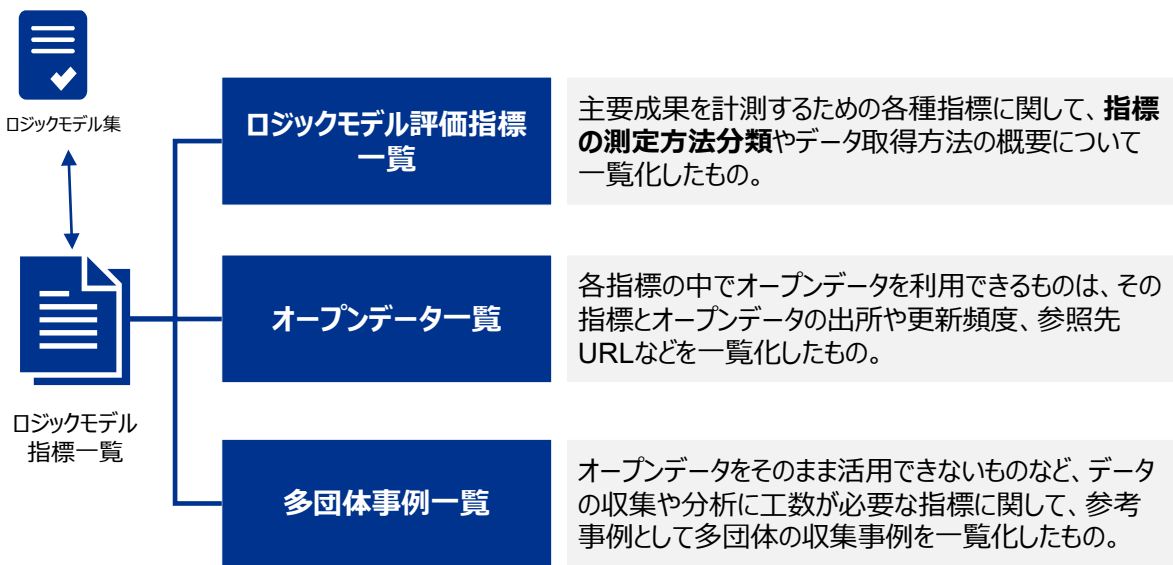 ロジックモデル集
ロジックモデル
指標一覧
ロジックモデル評価指標
一覧
主要成果を計測するための各種指標に関して、指標
の測定方法分類やデータ取得方法の概要について
一覧化したもの。
オープンデータ一覧
各指標の中でオープンデータを利用できるものは、その
指標とオープンデータの出所や更新頻度、参照先
URLなどを一覧化したもの。
多団体事例一覧
オープンデータをそのまま活用できないものなど、データ
の収集や分析に工数が必要な指標に関して、参考
事例として多団体の収集事例を一覧化したもの。